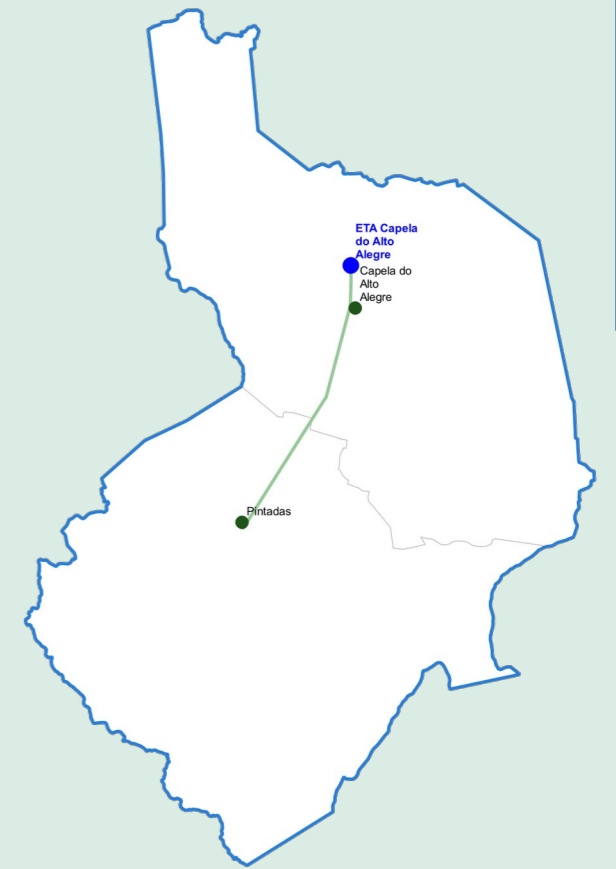 ETA Capela
do Alto
Alegre
Capela do
Alto
Alegre
Pintadas